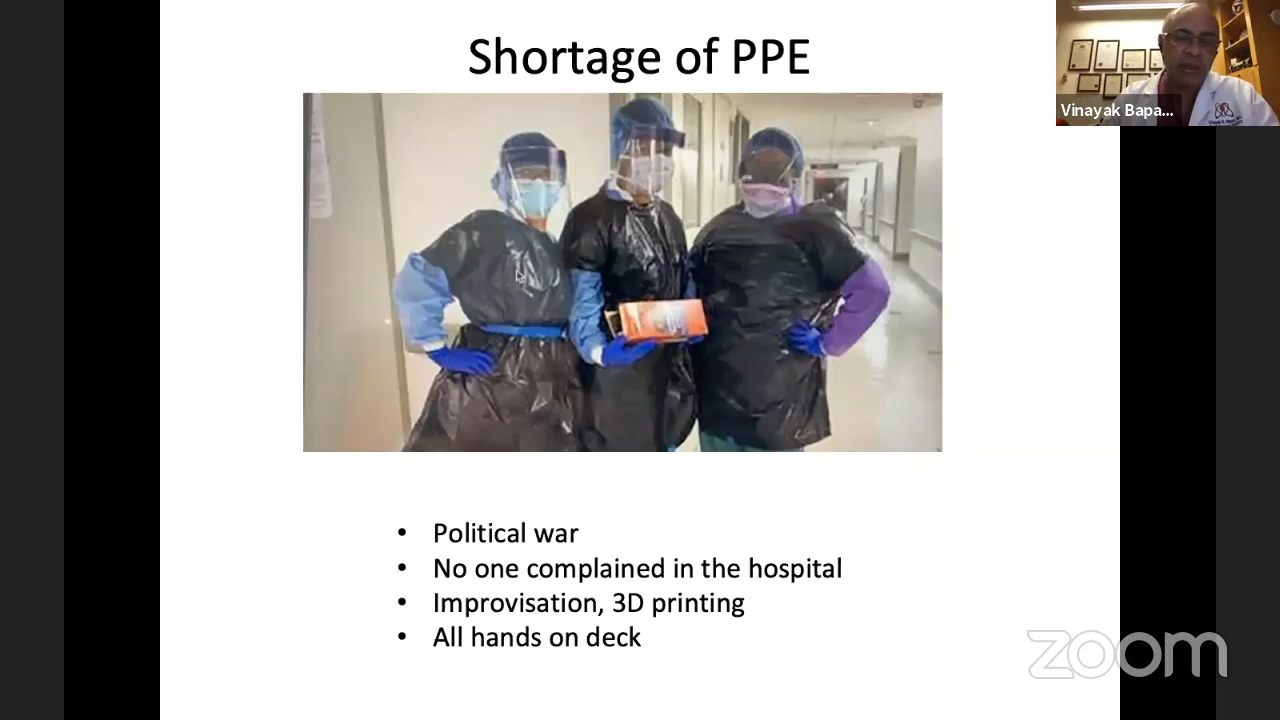 Shortage of PPE
Vinayak Bapa...
• Political war
• No one complained in the hospital
• Improvisation, 3D printing
• All hands on deck
zoom